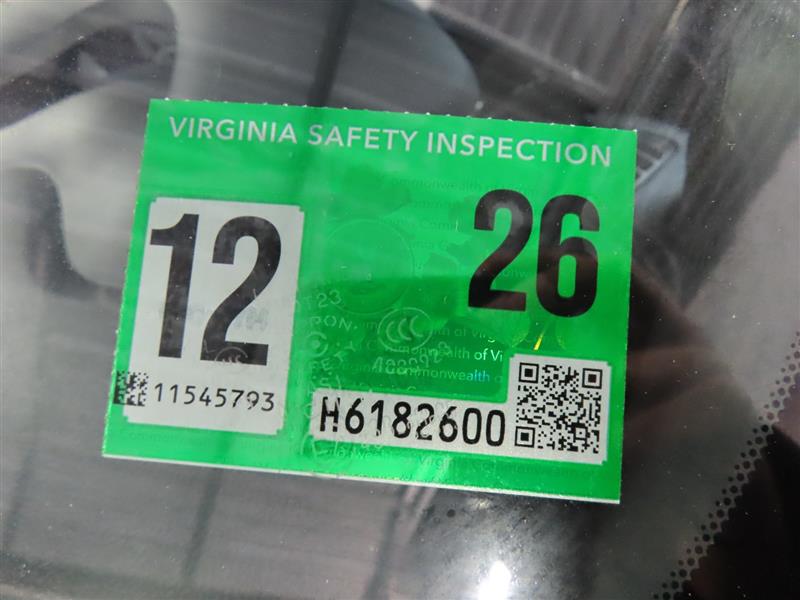 VIRGINIA SAFETY INSPECTION
12
26
11545793
H6182600